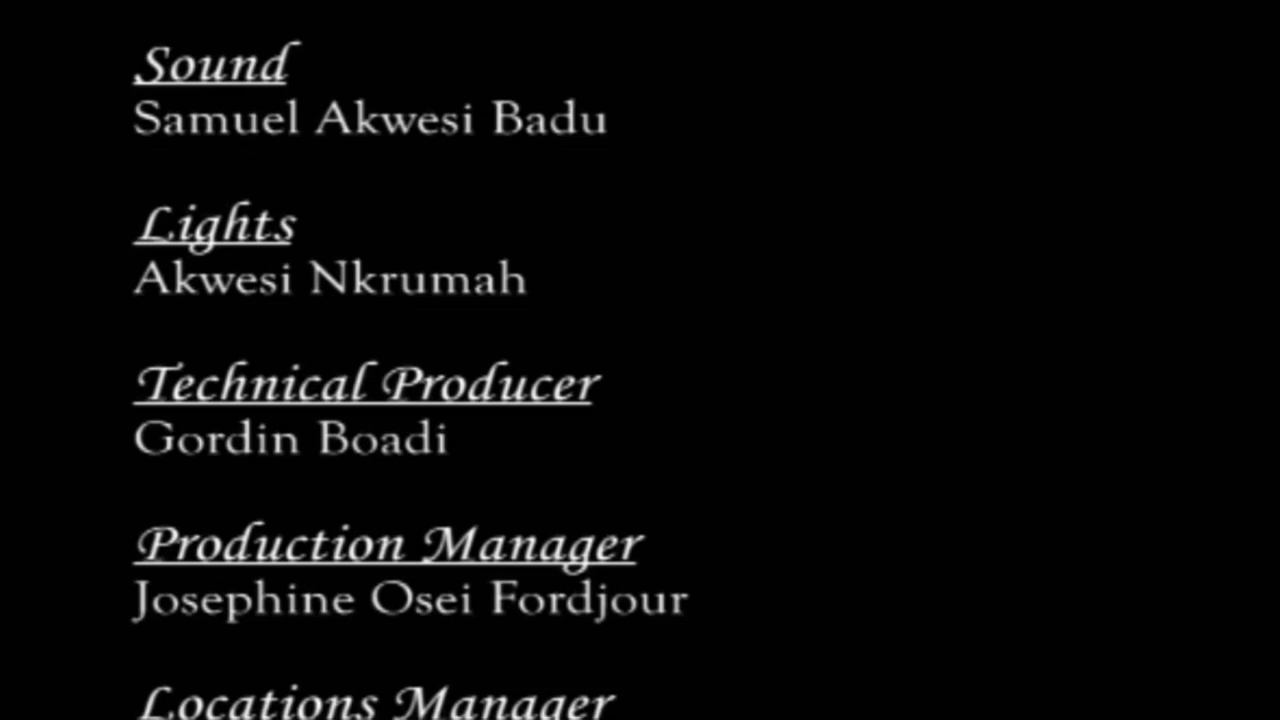 Sound
Samuel Akwesi Badu
Lights
Akwesi Nkrumah
Technical Producer
Gordin Boadi
Production Manager
Josephine Osei Fordjour
Locations Manager